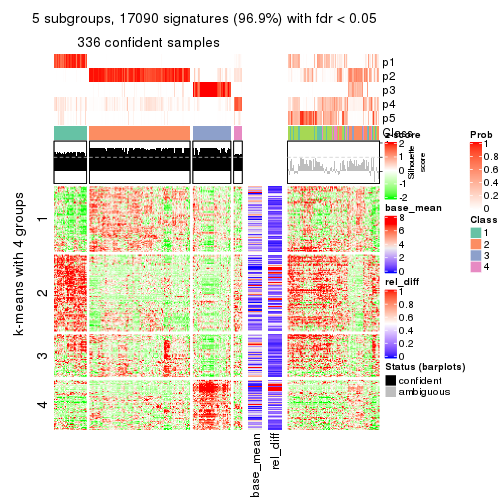 5 subgroups, 17090 signatures (96.9%) with fdr < 0.05
336 confident samples
p1
p2
p3
p4
p5
Class
Silhouette
score
k-means with 4 groups
1
2
3
4
base_mean
rel_diff
z-score
2
1
0
-1
-2
base_mean
8
6
4
2
0
rel_diff
1
0.8
0.6
0.4
0.2
0
Status (barplots)
confident
ambiguous
Prob
1
0.8
0.6
0.4
0.2
0
Class
1
2
3
4